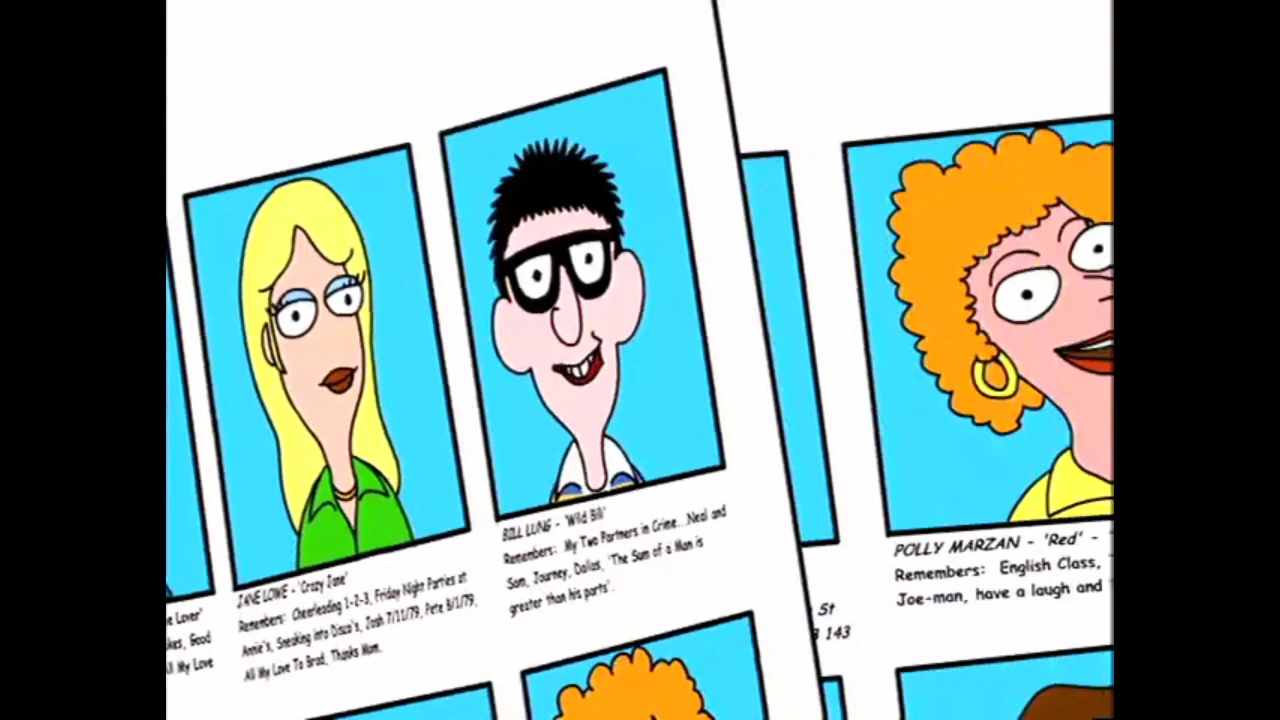 e Lover'
kes, Good
ll My Love
JANE LOWE - 'Crazy Jane'
Remembers: Cheerleading 1-2-3, Friday Night Parties at
Annie's, Sneaking into Disco's, Josh 7/11/79, Pete 8/1/79,
All My Love To Brad, Thanks Mom.
BILL LUNG - 'Wild Bill'
Remembers: My Two Partners in Crime...Neal and
Sam, Journey, Dallas, 'The Sum of a Man is
greater than his parts'.
St
143
POLLY MARZAN - 'Red' -
Remembers: English Class,
Joe-man, have a laugh and